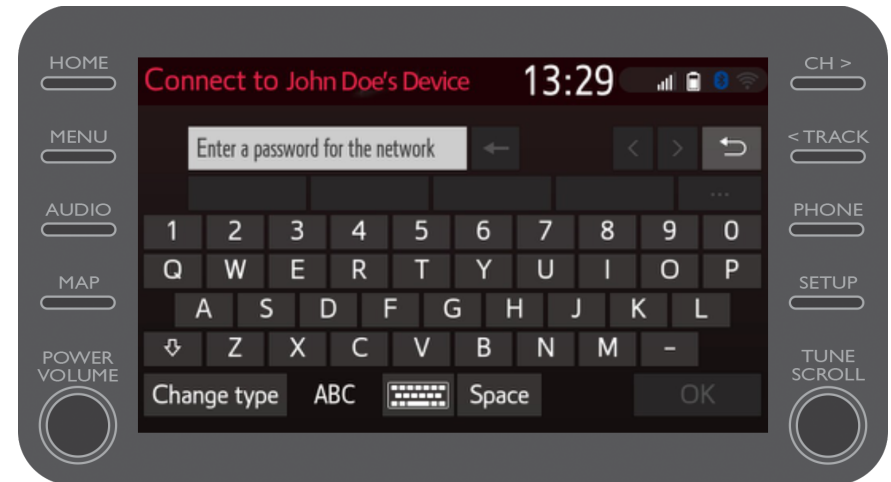 HOME
CH >
Connect to John Doe's Device 13:29
MENU
< TRACK
Enter a password for the network
AUDIO
PHONE
...
1 2 3 4 5 6 7 8 9 0
Q W E R T Y U I O P
MAP
SETUP
A S D F G H J K L
Z X C V B N M -
POWER
VOLUME
TUNE
SCROLL
Change type ABC Space OK